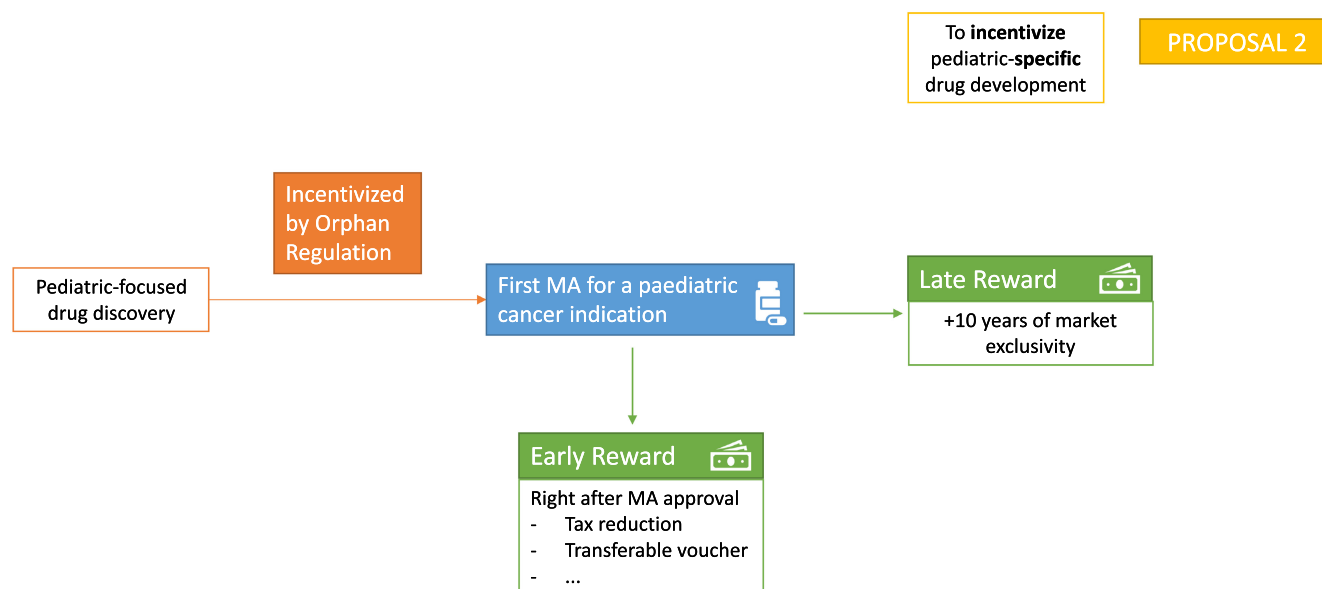 To incentivize
pediatric-specific
drug development
PROPOSAL 2
Incentivized
by Orphan
Regulation
Pediatric-focused
drug discovery
First MA for a paediatric
cancer indication
Late Reward
+10 years of market
exclusivity
Early Reward
Right after MA approval
- Tax reduction
- Transferable voucher
- ...